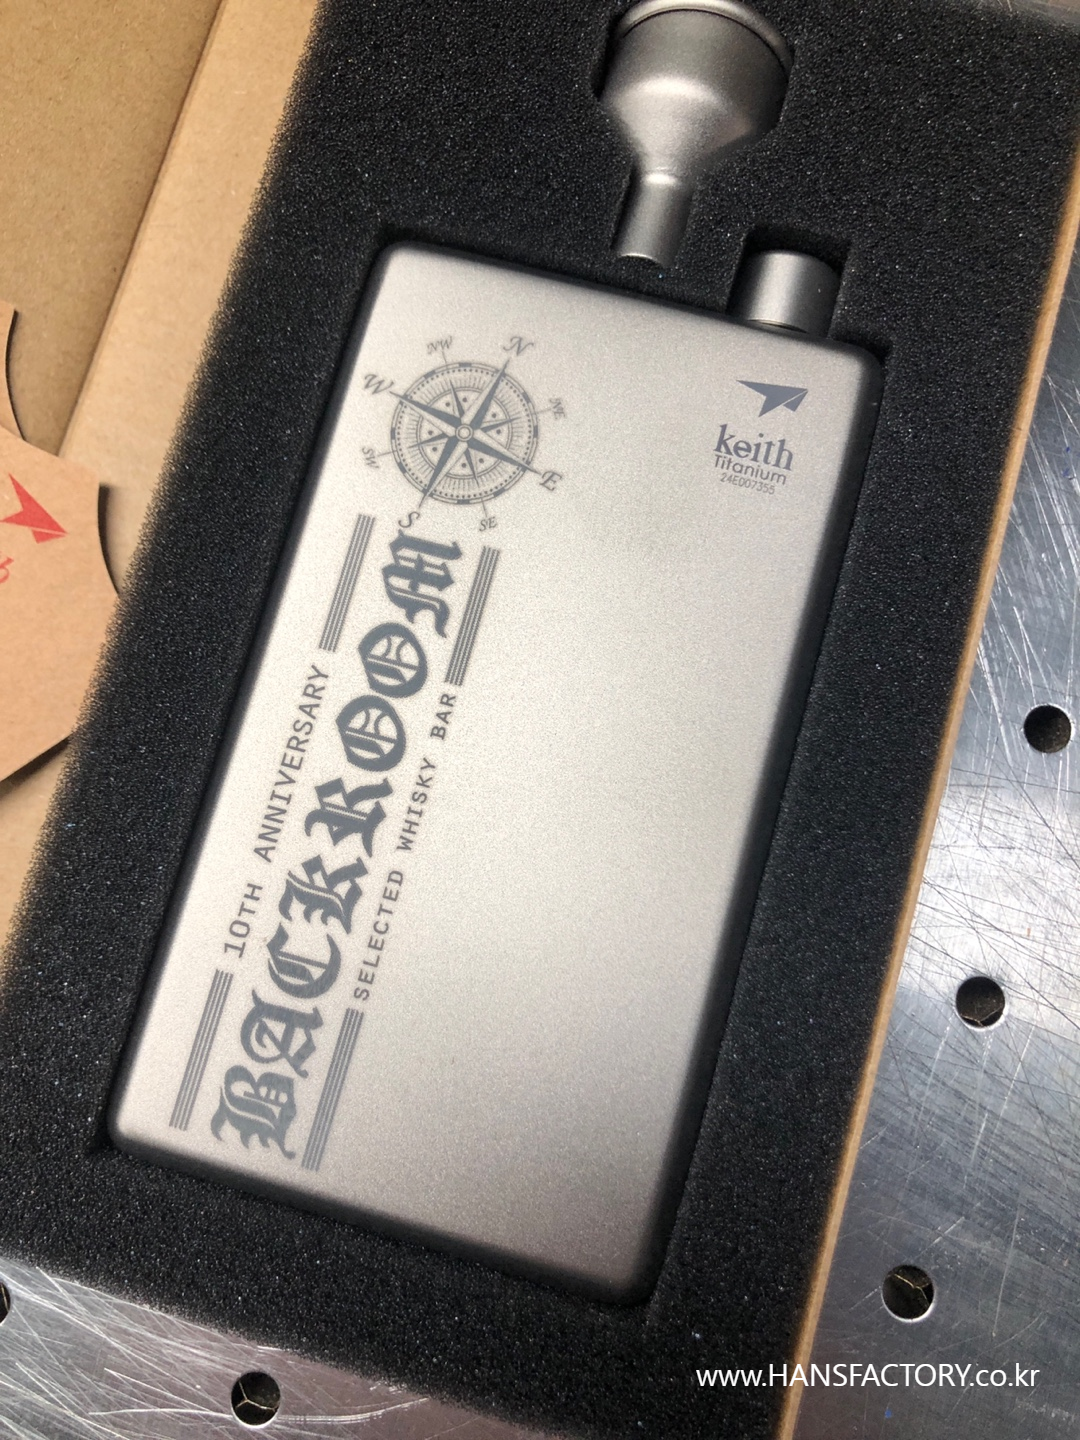 N
NE
E
SE
S
SW
W
NW
keith
Titanium
24E007355
10TH ANNIVERSARY
BACKROOM
SELECTED WHISKY BAR
www.HANSFACTORY.co.kr